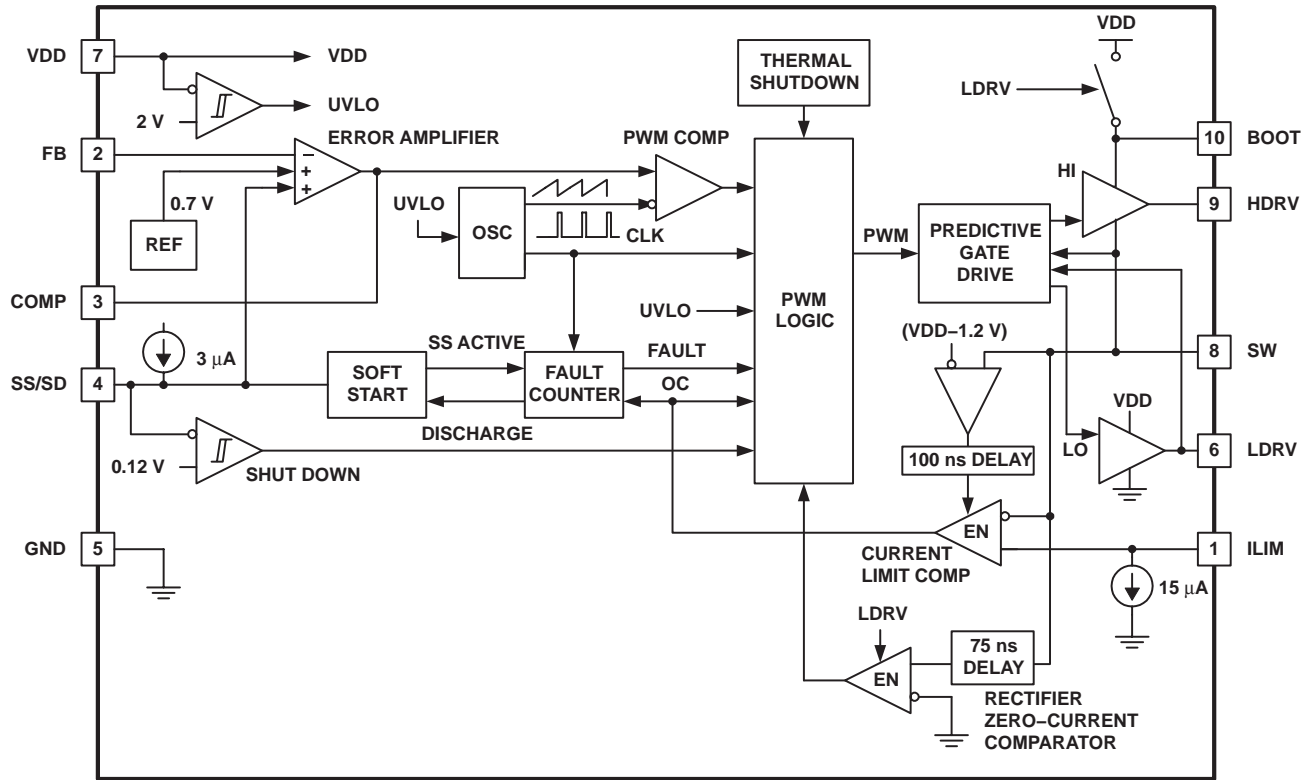 VDD
7
VDD
UVLO
2 V
ERROR AMPLIFIER
FB
2
−
+
+
0.7 V
REF
COMP
3
3 μA
SS/SD
4
0.12 V
SHUT DOWN
GND
5
THERMAL
SHUTDOWN
PWM COMP
UVLO
OSC
CLK
UVLO
SS ACTIVE
SOFT
START
FAULT
COUNTER
FAULT
OC
DISCHARGE
PWM
LOGIC
PWM
PREDICTIVE
GATE
DRIVE
VDD
LDRV
10
BOOT
HI
9
HDRV
(VDD−1.2 V)
8
SW
VDD
LO
6
LDRV
100 ns DELAY
EN
CURRENT
LIMIT COMP
1
ILIM
15 μA
LDRV
EN
75 ns
DELAY
RECTIFIER
ZERO−CURRENT
COMPARATOR